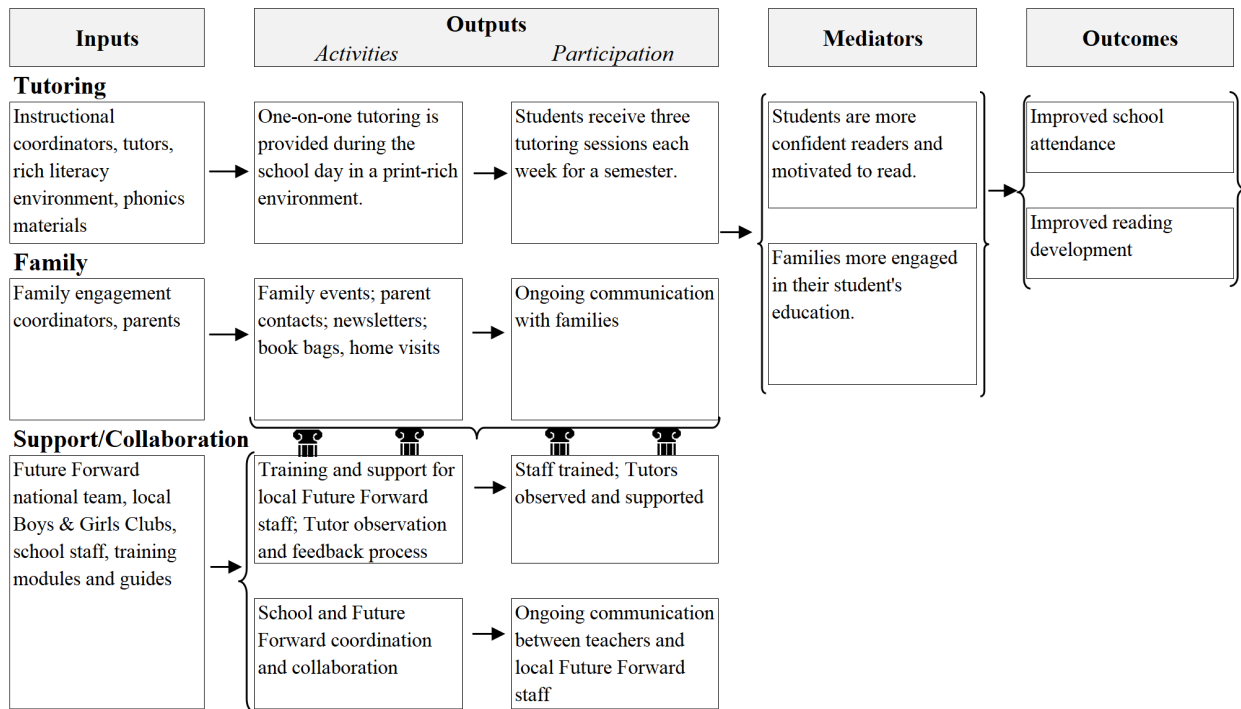 Inputs
Outputs
Activities
Participation
Mediators
Outcomes
Tutoring
Instructional
coordinators, tutors,
rich literacy
environment, phonics
materials
One-on-one tutoring is
provided during the
school day in a print-rich
environment.
Students receive three
tutoring sessions each
week for a semester.
Students are more
confident readers and
motivated to read.
Improved school
attendance
Improved reading
development
Family
Family engagement
coordinators, parents
Family events; parent
contacts; newsletters;
book bags, home visits
Ongoing communication
with families
Families more engaged
in their student's
education.
Support/Collaboration
Future Forward
national team, local
Boys & Girls Clubs,
school staff, training
modules and guides
Training and support for
local Future Forward
staff; Tutor observation
and feedback process
Staff trained; Tutors
observed and supported
School and Future
Forward coordination
and collaboration
Ongoing communication
between teachers and
local Future Forward
staff